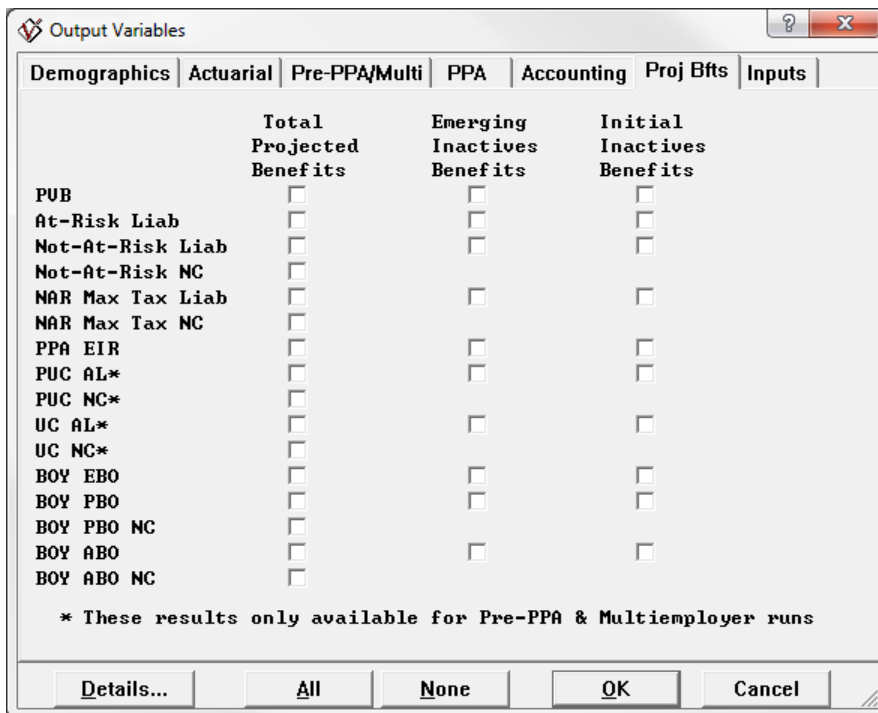 Output Variables
Demographics Actuarial Pre-PPA/Multi PPA Accounting Proj Bfts Inputs
Total Emerging Initial
Projected Inactives Inactives
Benefits Benefits Benefits
PVB
At-Risk Liab
Not-At-Risk Liab
Not-At-Risk NC
NAR Max Tax Liab
NAR Max Tax NC
PPA EIR
PUC AL*
PUC NC*
UC AL*
UC NC*
BOY EBO
BOY PBO
BOY PBO NC
BOY ABO
BOY ABO NC
* These results only available for Pre-PPA & Multiemployer runs
Details... All None OK Cancel